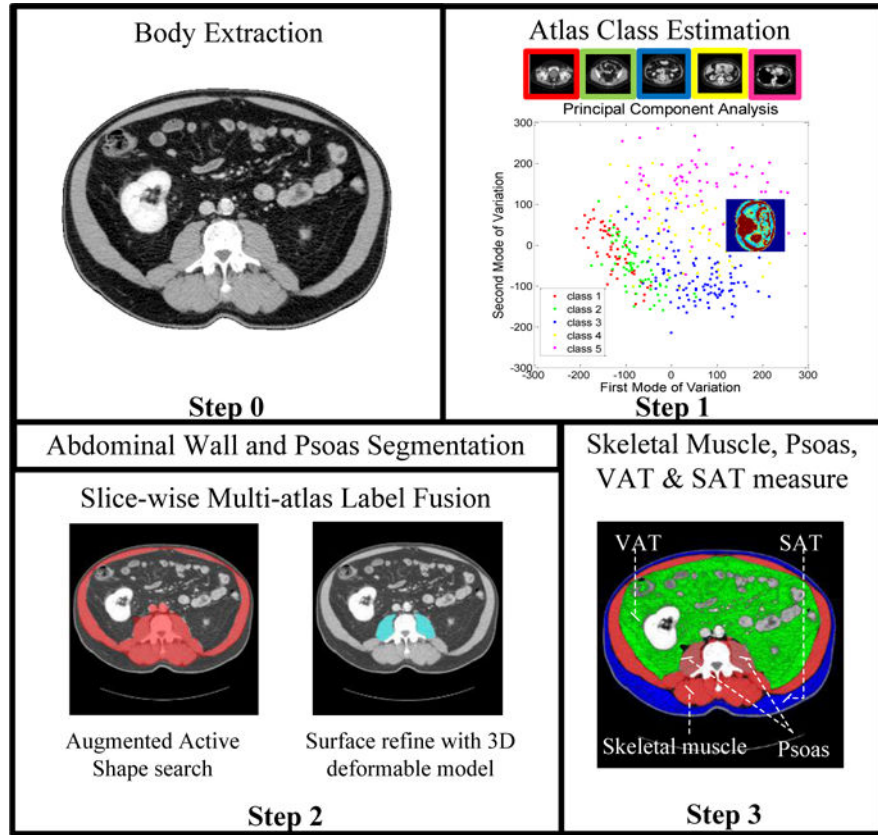 Body Extraction
Step 0
Atlas Class Estimation
Principal Component Analysis
300
200
100
0
-100
-200
-300
Second Mode of Variation
class 1
class 2
class 3
class 4
class 5
-300 -200 -100 0 100 200 300
First Mode of Variation
Step 1
Abdominal Wall and Psoas Segmentation
Slice-wise Multi-atlas Label Fusion
Augmented Active
Shape search
Surface refine with 3D
deformable model
Step 2
Skeletal Muscle, Psoas,
VAT & SAT measure
VAT
SAT
Skeletal muscle
Psoas
Step 3